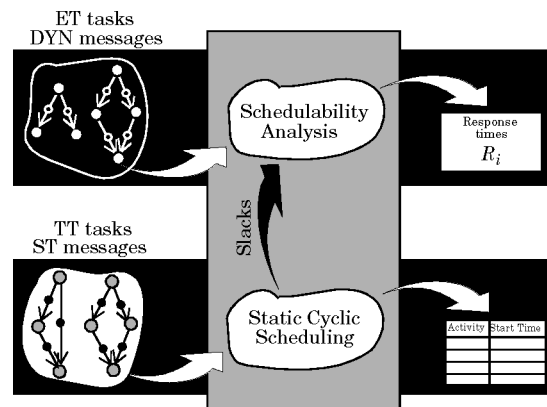 ET tasks
DYN messages
Schedulability
Analysis
Response
times
R_i
TT tasks
ST messages
Slacks
Static Cyclic
Scheduling
Activity Start Time